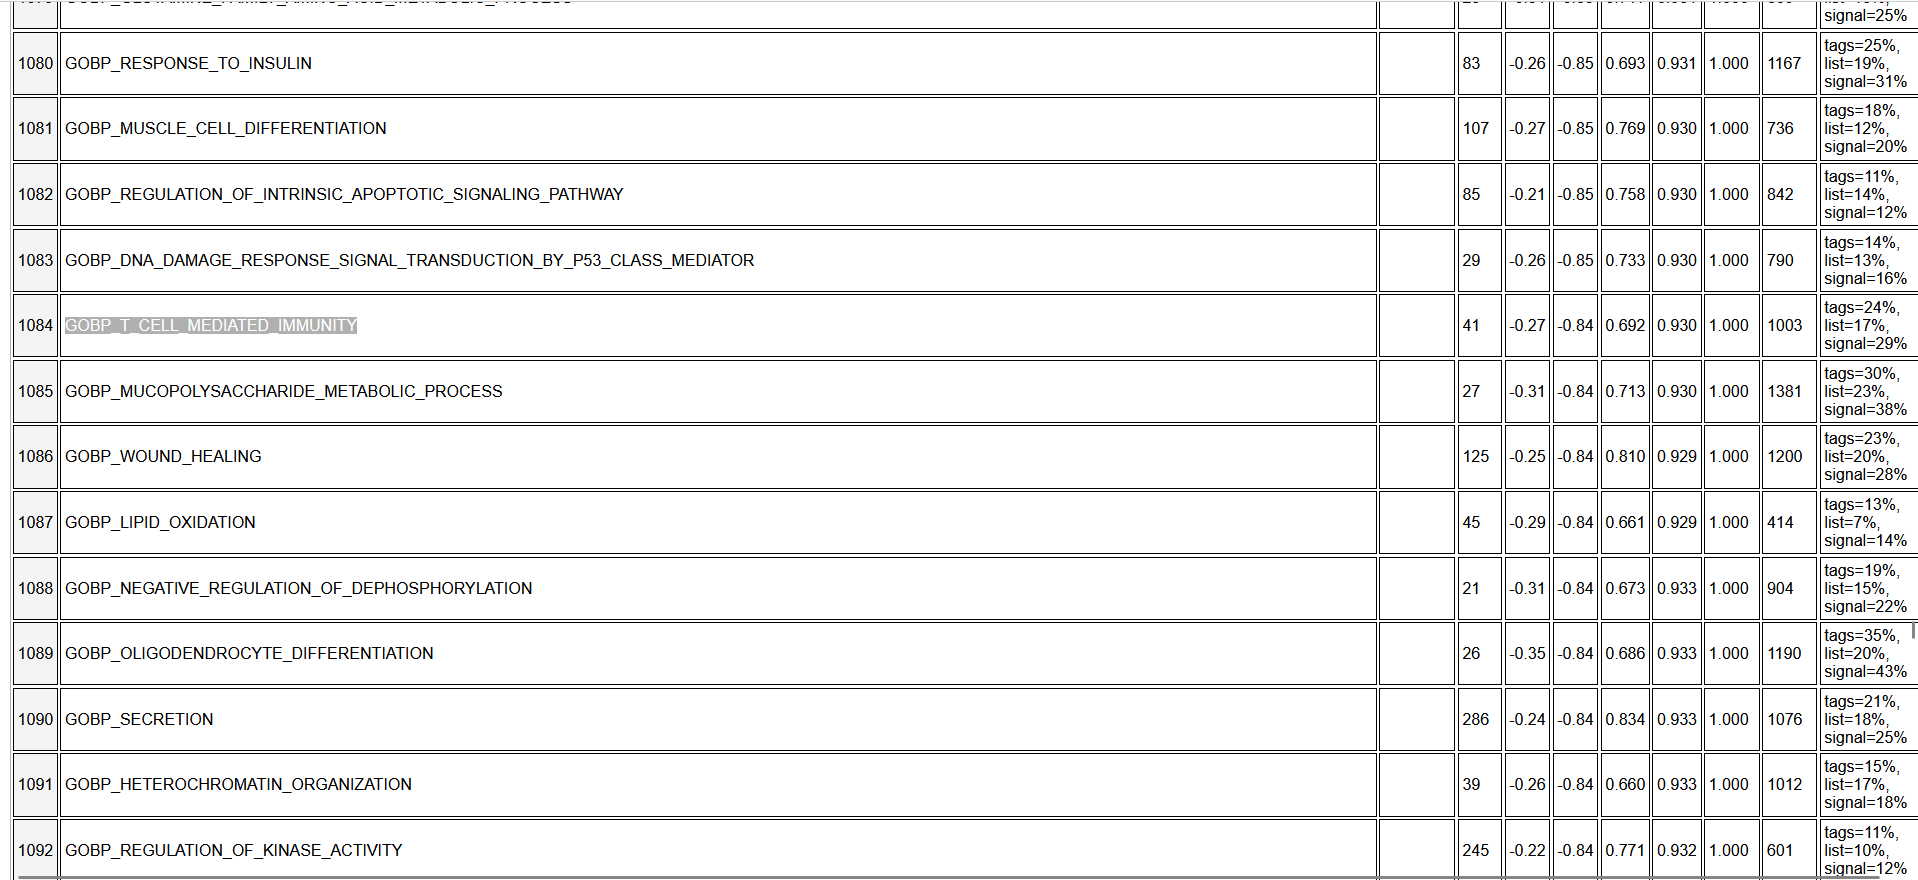 signal=25%
1080 GOBP_RESPONSE_TO_INSULIN 83 -0.26 -0.85 0.693 0.931 1.000 1167 tags=25%, list=19%, signal=31%
1081 GOBP_MUSCLE_CELL_DIFFERENTIATION 107 -0.27 -0.85 0.769 0.930 1.000 736 tags=18%, list=12%, signal=20%
1082 GOBP_REGULATION_OF_INTRINSIC_APOPTOTIC_SIGNALING_PATHWAY 85 -0.21 -0.85 0.758 0.930 1.000 842 tags=11%, list=14%, signal=12%
1083 GOBP_DNA_DAMAGE_RESPONSE_SIGNAL_TRANSDUCTION_BY_P53_CLASS_MEDIATOR 29 -0.26 -0.85 0.733 0.930 1.000 790 tags=14%, list=13%, signal=16%
1084 GOBP_T_CELL_MEDIATED_IMMUNITY 41 -0.27 -0.84 0.692 0.930 1.000 1003 tags=24%, list=17%, signal=29%
1085 GOBP_MUCOPOLYSACCHARIDE_METABOLIC_PROCESS 27 -0.31 -0.84 0.713 0.930 1.000 1381 tags=30%, list=23%, signal=38%
1086 GOBP_WOUND_HEALING 125 -0.25 -0.84 0.810 0.929 1.000 1200 tags=23%, list=20%, signal=28%
1087 GOBP_LIPID_OXIDATION 45 -0.29 -0.84 0.661 0.929 1.000 414 tags=13%, list=7%, signal=14%
1088 GOBP_NEGATIVE_REGULATION_OF_DEPHOSPHORYLATION 21 -0.31 -0.84 0.673 0.933 1.000 904 tags=19%, list=15%, signal=22%
1089 GOBP_OLIGODENDROCYTE_DIFFERENTIATION 26 -0.35 -0.84 0.686 0.933 1.000 1190 tags=35%, list=20%, signal=43%
1090 GOBP_SECRETION 286 -0.24 -0.84 0.834 0.933 1.000 1076 tags=21%, list=18%, signal=25%
1091 GOBP_HETEROCHROMATIN_ORGANIZATION 39 -0.26 -0.84 0.660 0.933 1.000 1012 tags=15%, list=17%, signal=18%
1092 GOBP_REGULATION_OF_KINASE_ACTIVITY 245 -0.22 -0.84 0.771 0.932 1.000 601 tags=11%, list=10%, signal=12%